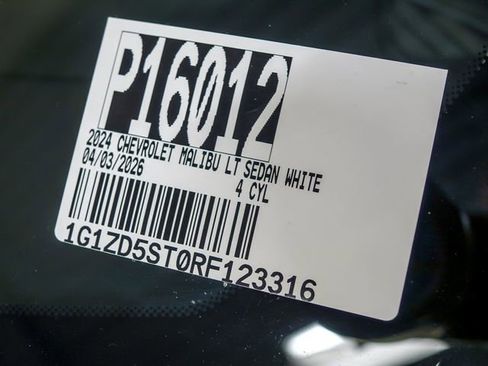 P16012
2024 CHEVROLET MALIBU LT SEDAN WHITE
04/03/2026 4 CYL
1G1ZD5ST0RF123316